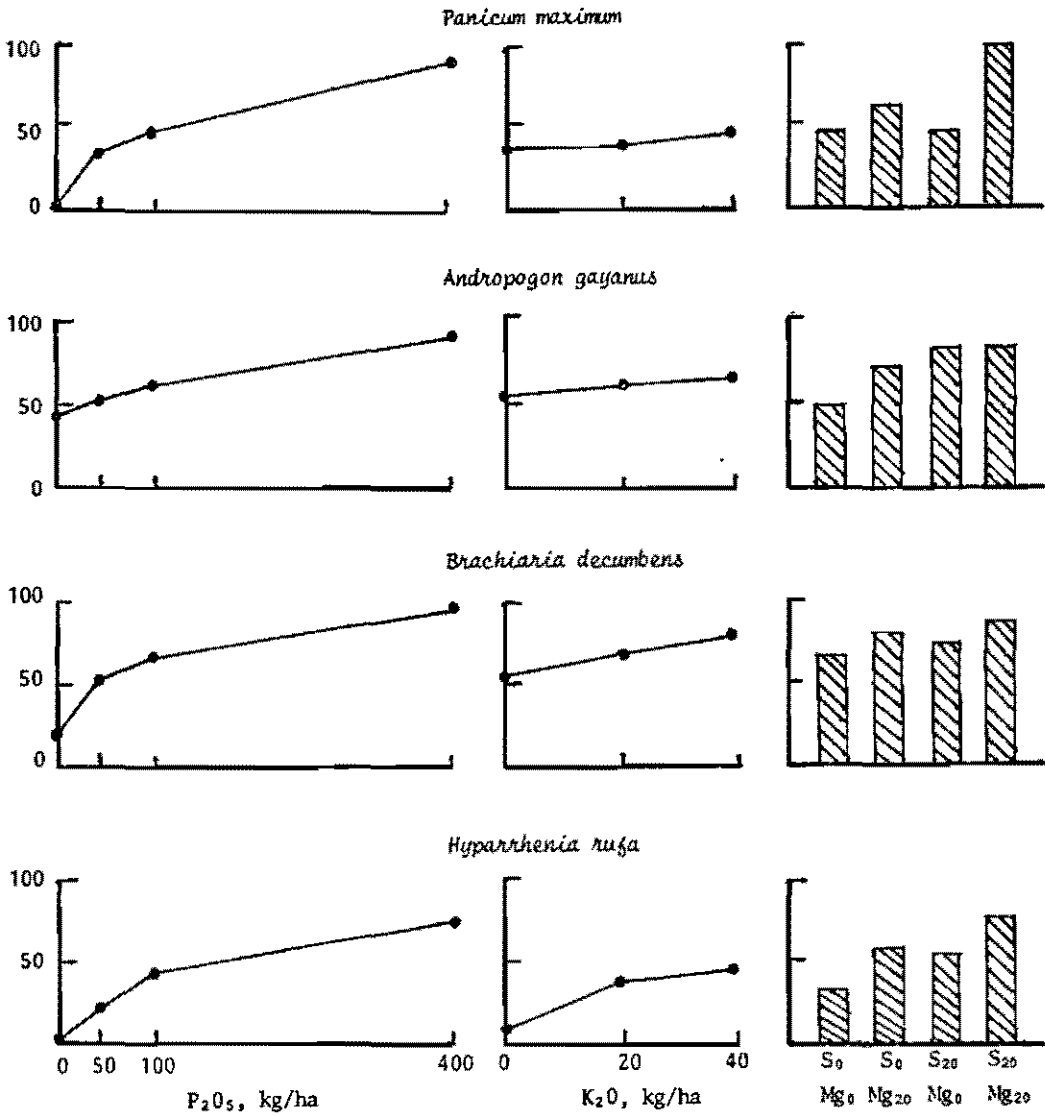 Panicum maximum
100
50
0
Andropogon gayanus
100
50
0
Brachiaria decumbens
100
50
0
Hyparrhenia rufa
100
50
0 50 100 400
0 20 40
S₀ S₀ S₂₀ S₂₀
Mg₀ Mg₂₀ Mg₀ Mg₂₀
P₂O₅, kg/ha
K₂O, kg/ha